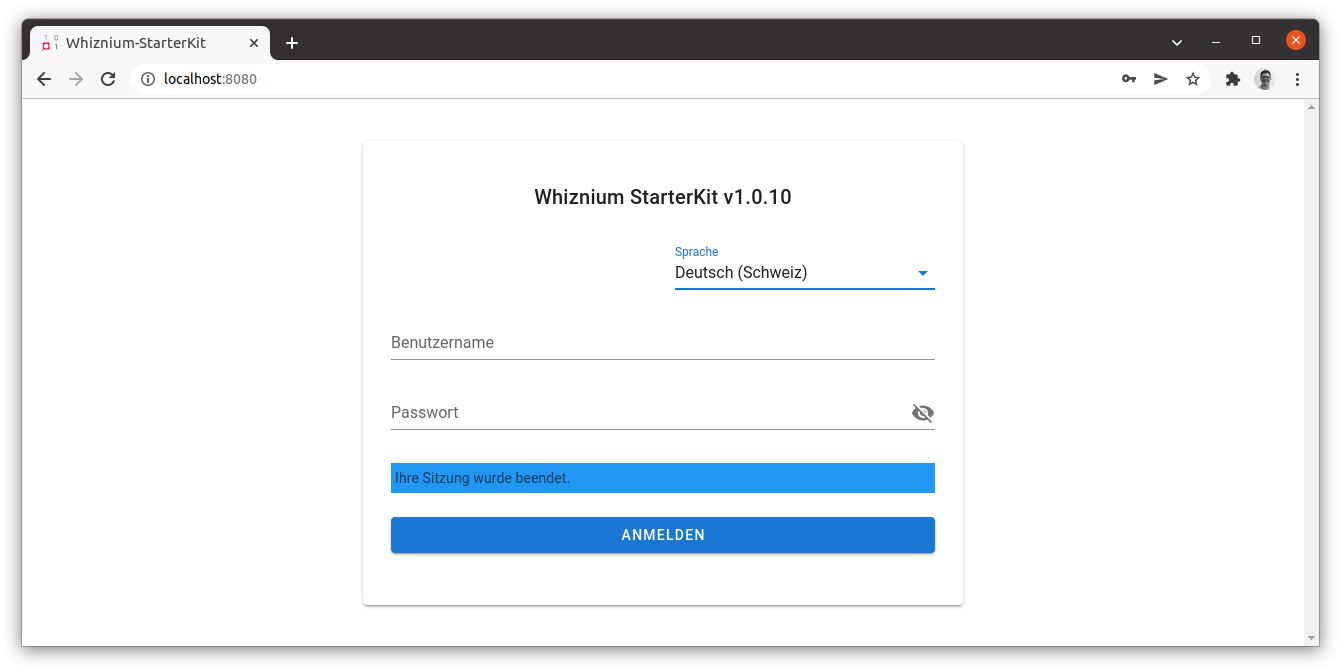 Whiznium-StarterKit
localhost:8080
Whiznium StarterKit v1.0.10
Sprache
Deutsch (Schweiz)
Benutzername
Passwort
Ihre Sitzung wurde beendet.
ANMELDEN